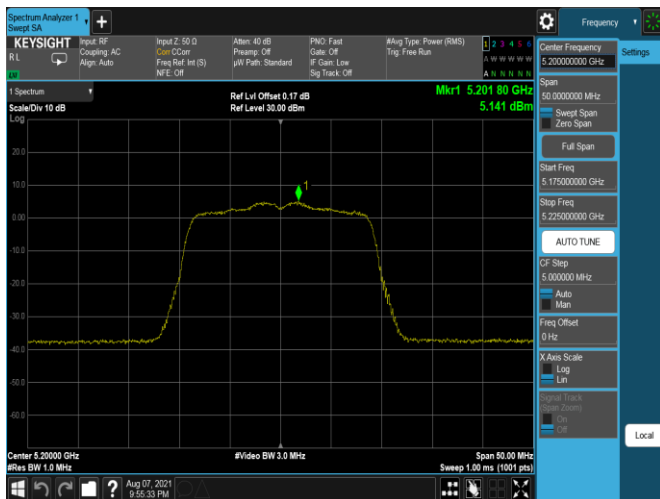 Spectrum Analyzer 1
Swept SA
+
Frequency
KEYSIGHT
R L
Input: RF
Coupling: AC
Align: Auto
Input Z: 50 Ω
Corr CCorr
Freq Ref: Int (S)
NFE: Off
Atten: 40 dB
Preamp: Off
µW Path: Standard
PNO: Fast
Gate: Off
IF Gain: Low
Sig Track: Off
#Avg Type: Power (RMS)
Trig: Free Run
1 2 3 4 5 6
A W W W W W
A N N N N N
1 Spectrum
Scale/Div 10 dB
Log
Ref Lvl Offset 0.17 dB
Ref Level 30.00 dBm
Mkr1 5.201 80 GHz
5.141 dBm
1
20.0
10.0
0.00
-10.0
-20.0
-30.0
-40.0
-50.0
-60.0
Center 5.20000 GHz
#Res BW 1.0 MHz
#Video BW 3.0 MHz
Span 50.00 MHz
Sweep 1.00 ms (1001 pts)
?
Aug 07, 2021
9:55:33 PM
Center Frequency
5.200000000 GHz
Settings
Span
50.0000000 MHz
Swept Span
Zero Span
Full Span
Start Freq
5.175000000 GHz
Stop Freq
5.225000000 GHz
AUTO TUNE
CF Step
5.000000 MHz
Auto
Man
Freq Offset
0 Hz
X Axis Scale
Log
Lin
Signal Track
(Span Zoom)
On
Off
Local